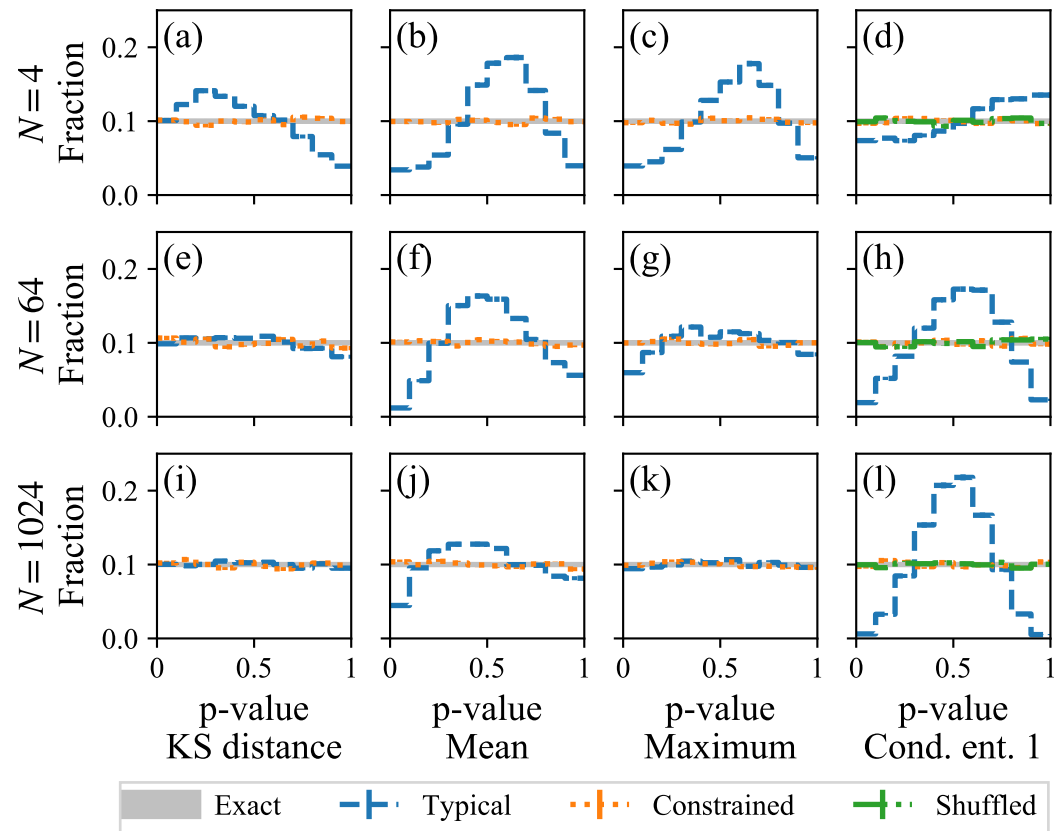 (a) (b) (c) (d)
N = 4
Fraction
0.2
0.1
0.0
(e) (f) (g) (h)
N = 64
Fraction
0.2
0.1
0.0
(i) (j) (k) (l)
N = 1024
Fraction
0.2
0.1
0.0
0 0.5 1 0 0.5 1 0 0.5 1 0 0.5 1
p-value p-value p-value p-value
KS distance Mean Maximum Cond. ent. 1
Exact Typical Constrained Shuffled